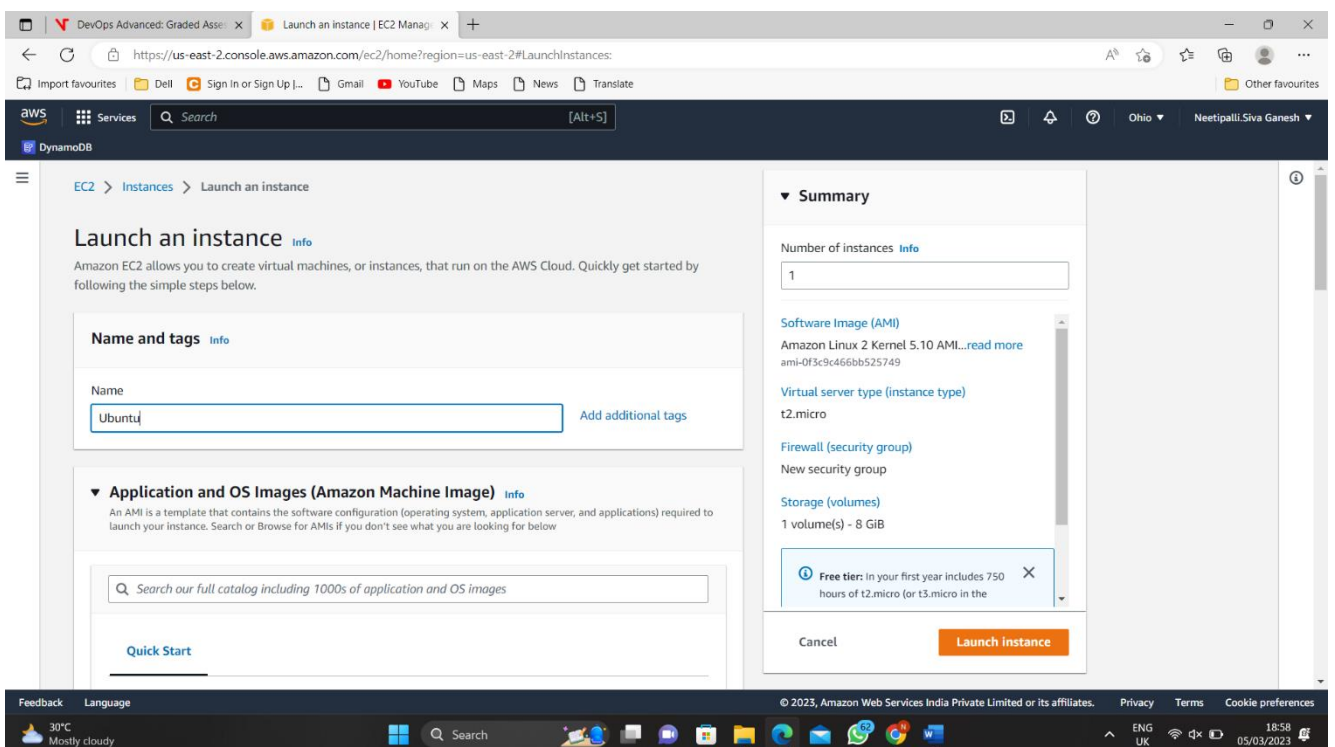 DevOps Advanced: Graded Asse
Launch an instance | EC2 Manag
https://us-east-2.console.aws.amazon.com/ec2/home?region=us-east-2#LaunchInstances:
Import favourites
Dell
Sign In or Sign Up |...
Gmail
YouTube
Maps
News
Translate
Other favourites
aws
Services
Search
[Alt+S]
Ohio
Neetipalli.Siva Ganesh
DynamoDB
EC2 > Instances > Launch an instance
Launch an instance Info
Amazon EC2 allows you to create virtual machines, or instances, that run on the AWS Cloud. Quickly get started by
following the simple steps below.
Name and tags Info
Name
Ubuntu
Add additional tags
Application and OS Images (Amazon Machine Image) Info
An AMI is a template that contains the software configuration (operating system, application server, and applications) required to
launch your instance. Search or Browse for AMIs if you don't see what you are looking for below
Search our full catalog including 1000s of application and OS images
Quick Start
Summary
Number of instances Info
1
Software Image (AMI)
Amazon Linux 2 Kernel 5.10 AMI...read more
ami-0f3c9c466bb525749
Virtual server type (instance type)
t2.micro
Firewall (security group)
New security group
Storage (volumes)
1 volume(s) - 8 GiB
Free tier: In your first year includes 750
hours of t2.micro (or t3.micro in the
Cancel
Launch instance
Feedback
Language
© 2023, Amazon Web Services India Private Limited or its affiliates.
Privacy
Terms
Cookie preferences
30°C
Mostly cloudy
Search
62
ENG
UK
18:58
05/03/2023